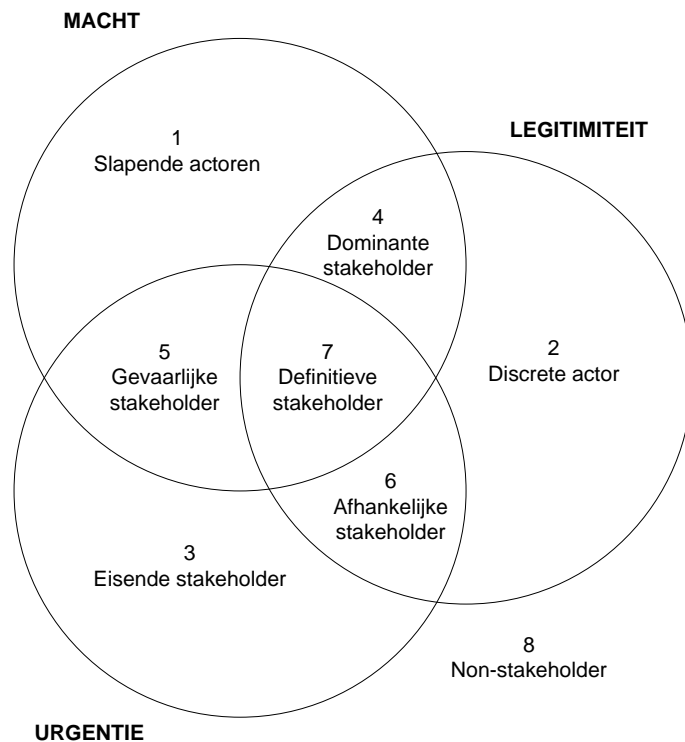 MACHT
1
Slapende actoren
LEGITIMITEIT
4
Dominante
stakeholder
5
Gevaarlijke
stakeholder
7
Definitieve
stakeholder
2
Discrete actor
6
Afhankelijke
stakeholder
3
Eisende stakeholder
8
Non-stakeholder
URGENTIE